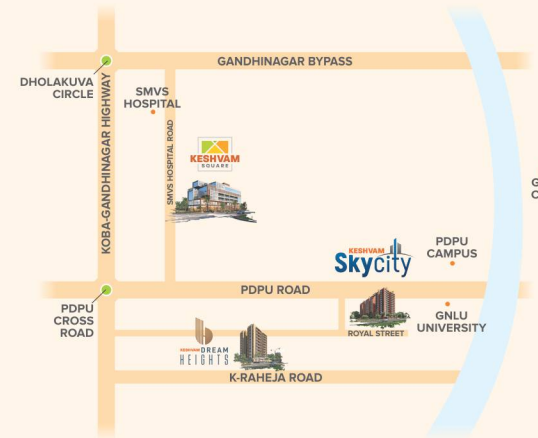 GANDHINAGAR BYPASS
DHOLAKUVA
CIRCLE
SMVS
HOSPITAL
KOBA-GANDHINAGAR HIGHWAY
SMVS HOSPITAL ROAD
KESHVAM
SQUARE
G
C
KESHVAM
Skycity
PDPU
CAMPUS
PDPU ROAD
PDPU
CROSS
ROAD
GNLU
UNIVERSITY
ROYAL STREET
KESHVAM DREAM
HEIGHTS
K-RAHEJA ROAD